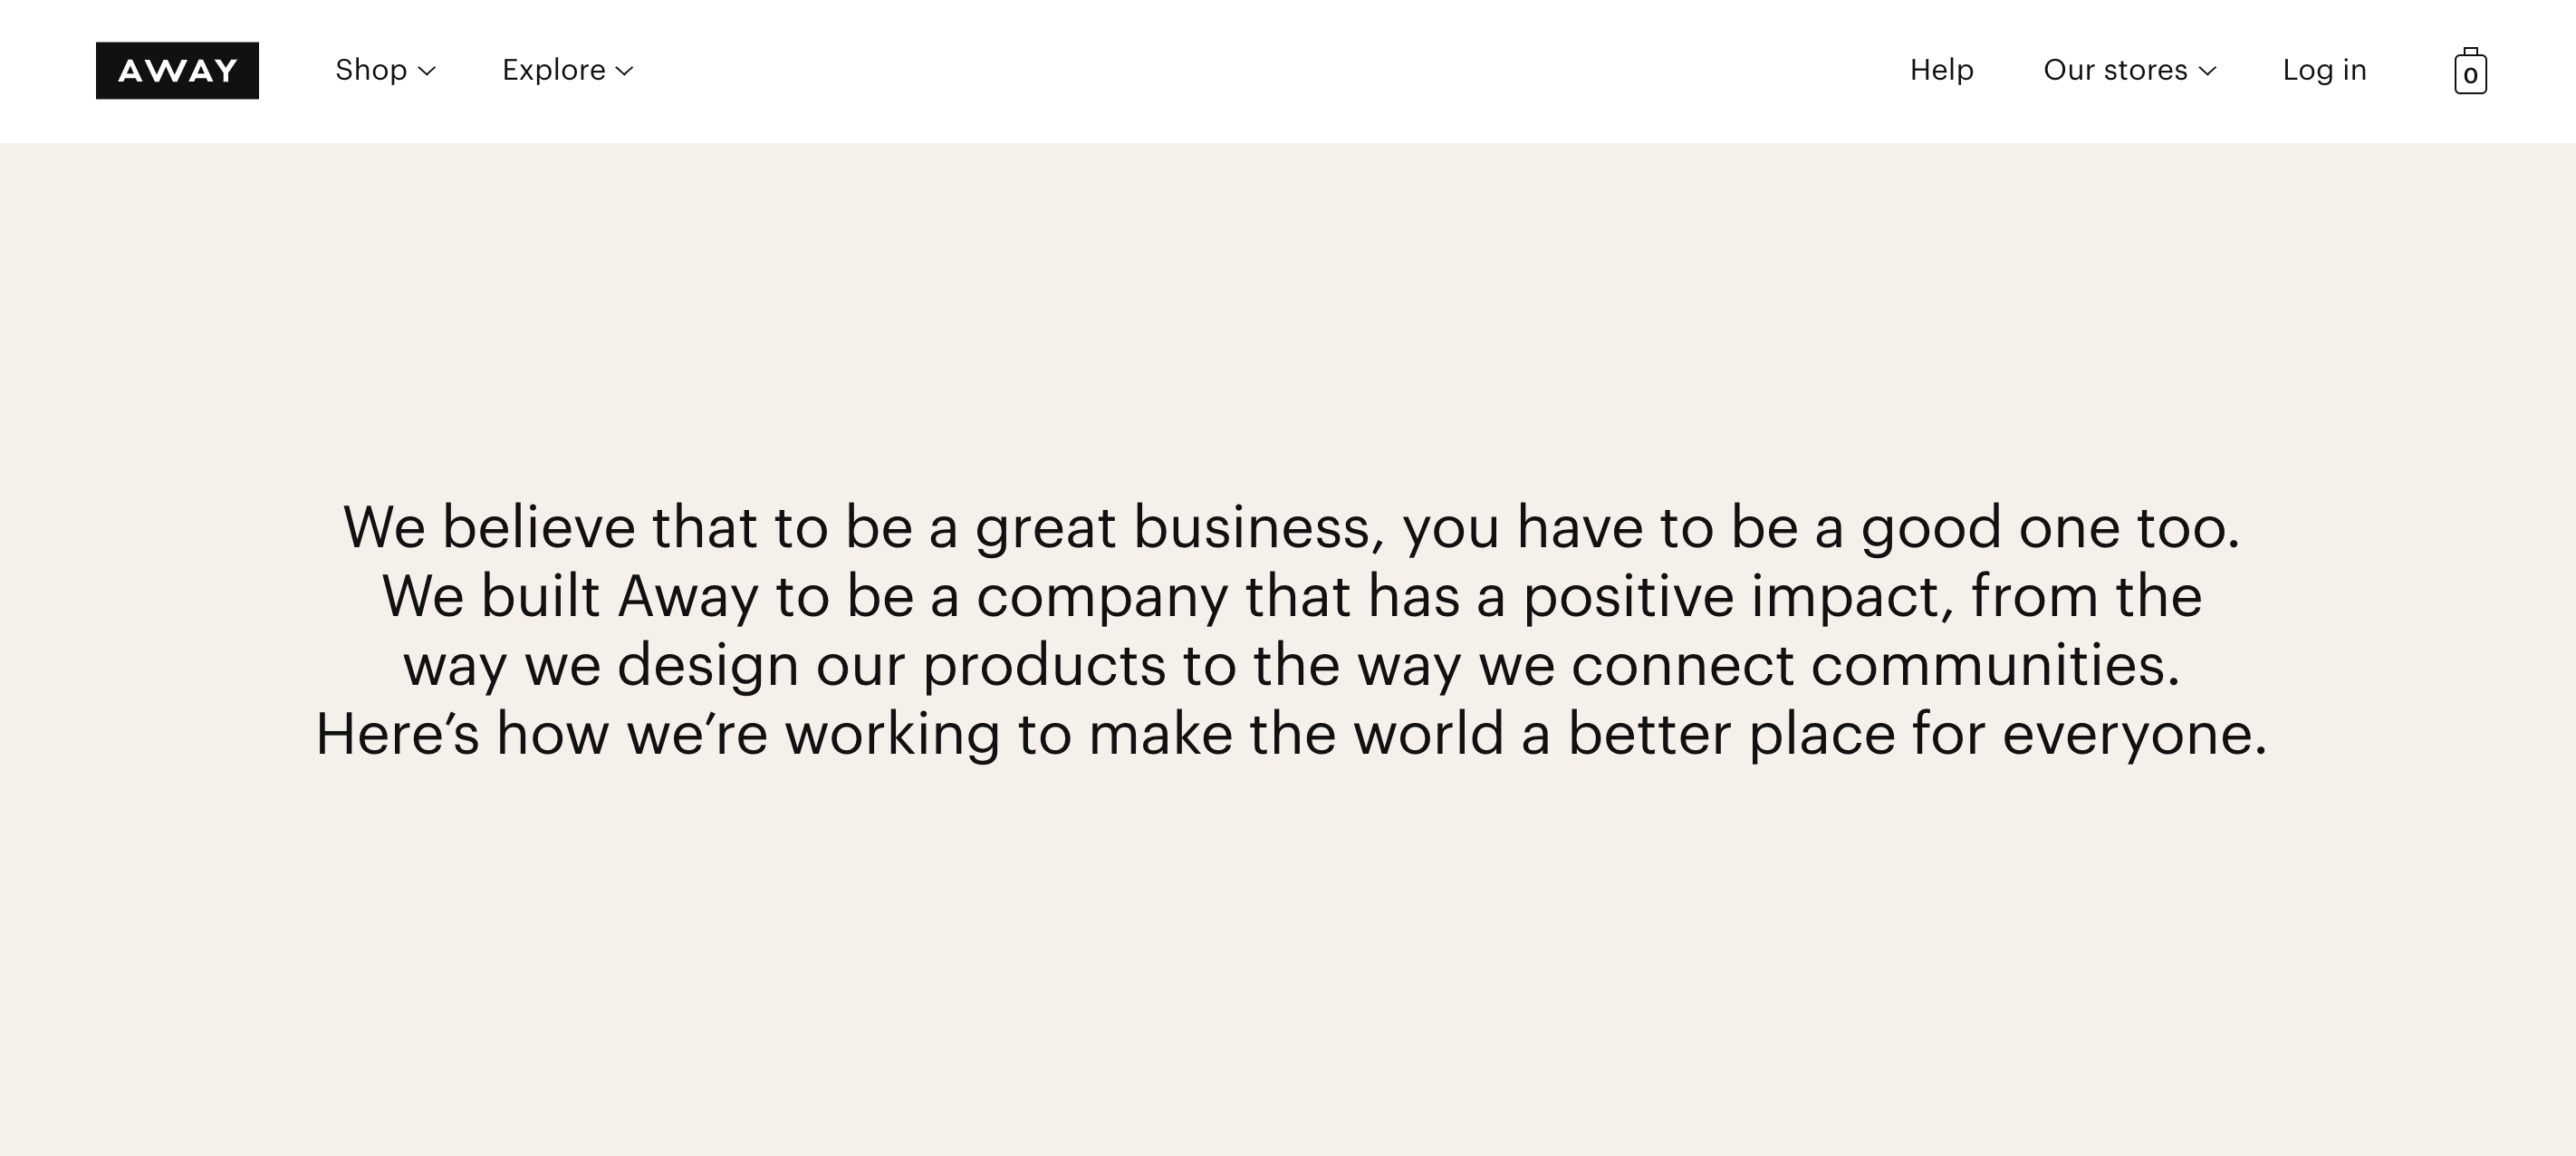 AWAY
Shop
Explore
Help
Our stores
Log in
0
We believe that to be a great business, you have to be a good one too.
We built Away to be a company that has a positive impact, from the
way we design our products to the way we connect communities.
Here’s how we’re working to make the world a better place for everyone.